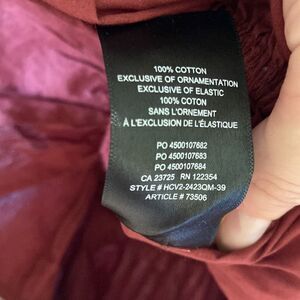 100% COTTON
EXCLUSIVE OF ORNAMENTATION
EXCLUSIVE OF ELASTIC
100% COTON
SANS L'ORNEMENT
À L'EXCLUSION DE L'ÉLASTIQUE
PO 4500107682
PO 4500107683
PO 4500107684
CA 23725 RN 122354
STYLE # HCV2-2423QM-39
ARTICLE # 73506